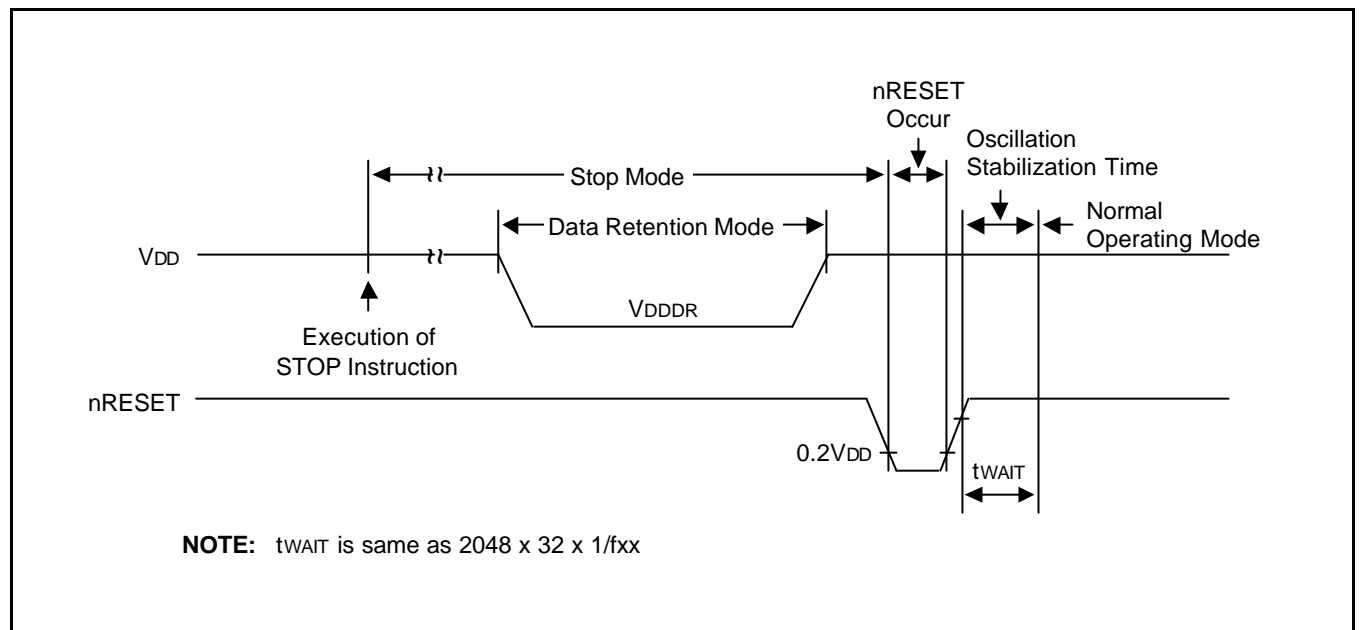 nRESET
Occur
Oscillation
Stabilization Time
Stop Mode
Data Retention Mode
Normal
Operating Mode
VDD
VDDDR
Execution of
STOP Instruction
nRESET
0.2VDD
tWAIT
NOTE: tWAIT is same as 2048 x 32 x 1/fxx